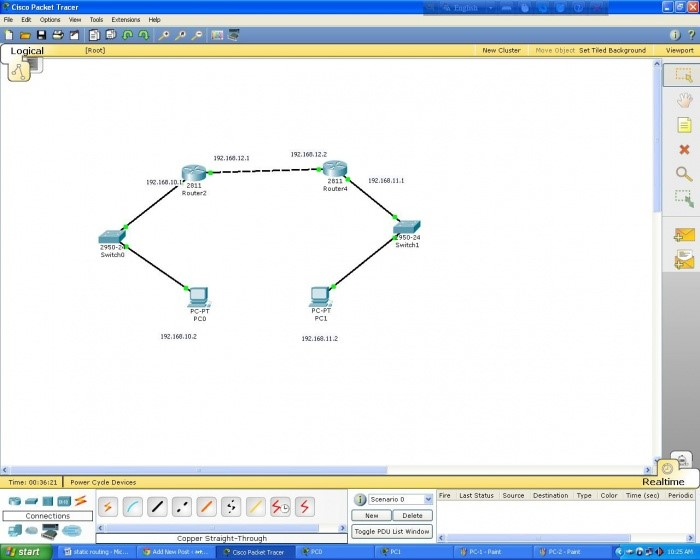 Cisco Packet Tracer
English
File Edit Options View Tools Extensions Help
Logical
[Root]
New Cluster Move Object Set Tiled Background Viewport
192.168.12.1
192.168.12.2
192.168.10.1
2811
Router2
2811
Router4
192.168.11.1
2950-24
Switch0
2950-24
Switch1
PC-PT
PC0
PC-PT
PC1
192.168.10.2
192.168.11.2
Time: 00:36:21 Power Cycle Devices
Realtime
Scenario 0
Fire Last Status Source Destination Type Color Time (sec) Periodic
New Delete
Toggle PDU List Window
Connections
Copper Straight-Through
start
static routing - Mic...
Cisco Packet Tracer
PC0
PC1
PC-1 - Paint
PC-2 - Paint
10:25 AM